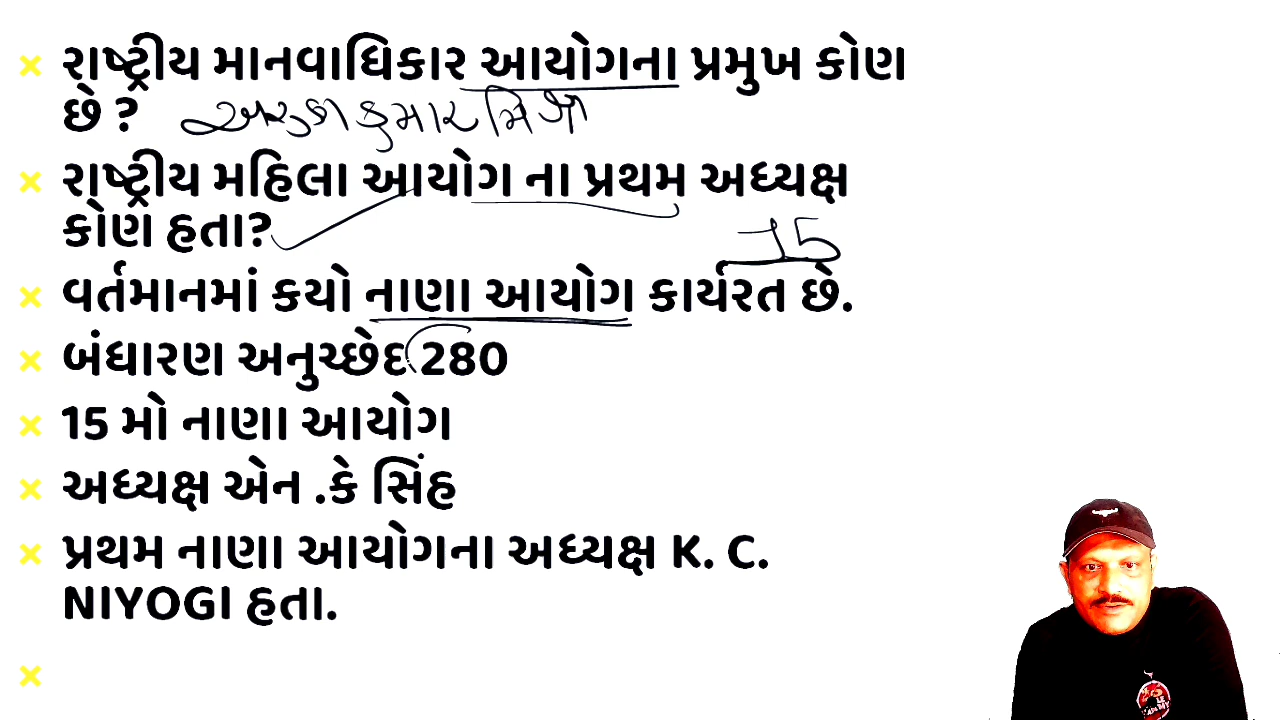 × રાષ્ટ્રીય માનવાધિકાર આયોગના પ્રમુખ કોણ
છે ? અરુણ કુમાર મિશ્રા
× રાષ્ટ્રીય મહિલા આયોગ ના પ્રથમ અધ્યક્ષ
કોણ હતા?
15
× વર્તમાનમાં કયો નાણા આયોગ કાર્યરત છે.
× બંધારણ અનુચ્છેદ 280
× 15 મો નાણા આયોગ
× અધ્યક્ષ એન .કે સિંહ
× પ્રથમ નાણા આયોગના અધ્યક્ષ K. C.
NIYOGI હતા.
×